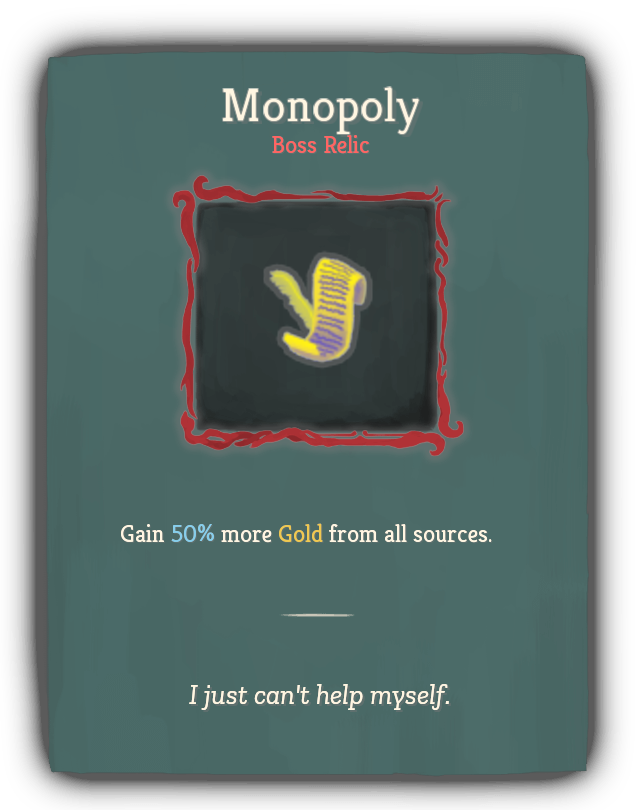 Monopoly
Boss Relic
Gain 50% more Gold from all sources.
I just can't help myself.